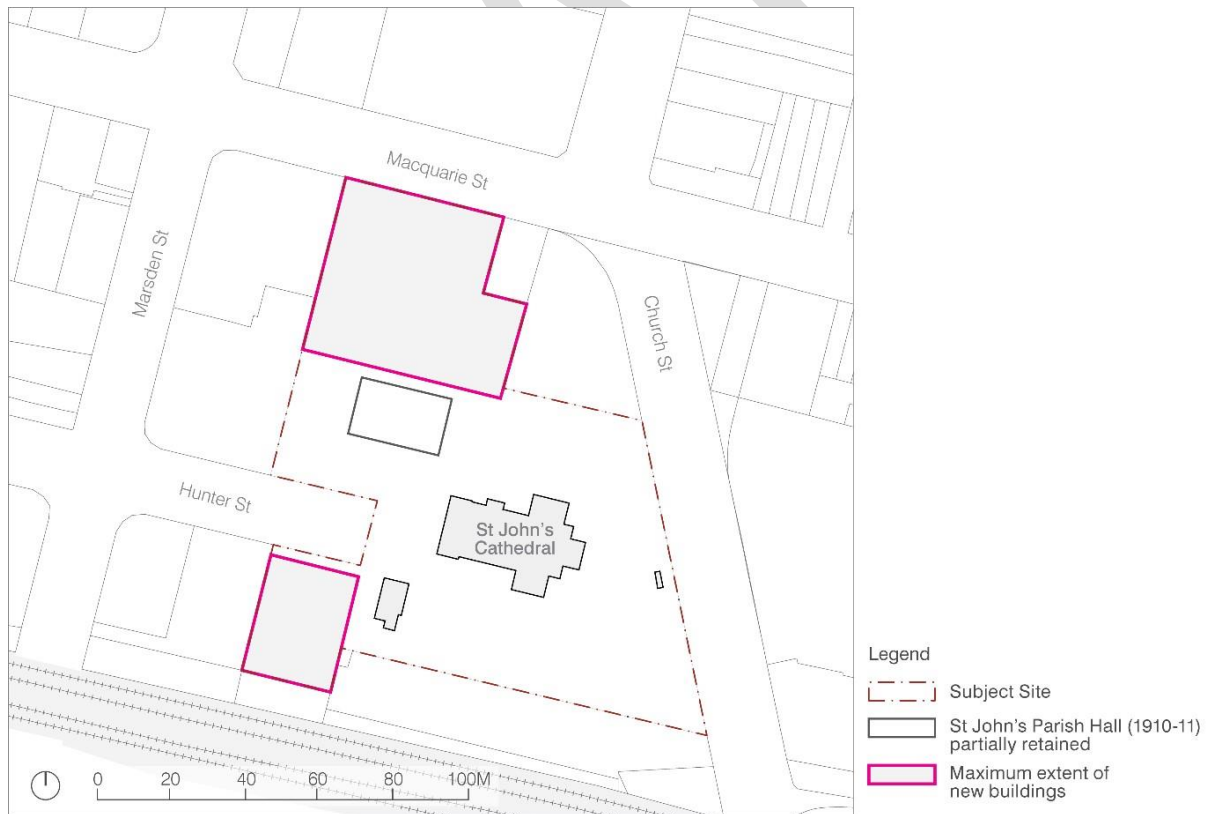 Macquarie St
Marsden St
Church St
Hunter St
St John's
Cathedral
0 20 40 60 80 100M
Legend
Subject Site
St John's Parish Hall (1910-11)
partially retained
Maximum extent of
new buildings